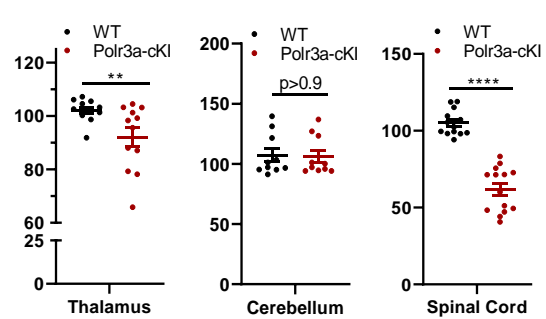 WT
Polr3a-cKI
**
120
100
80
60
25
0
Thalamus
WT
Polr3a-cKI
p>0.9
200
150
100
50
0
Cerebellum
WT
Polr3a-cKI
****
150
100
50
0
Spinal Cord